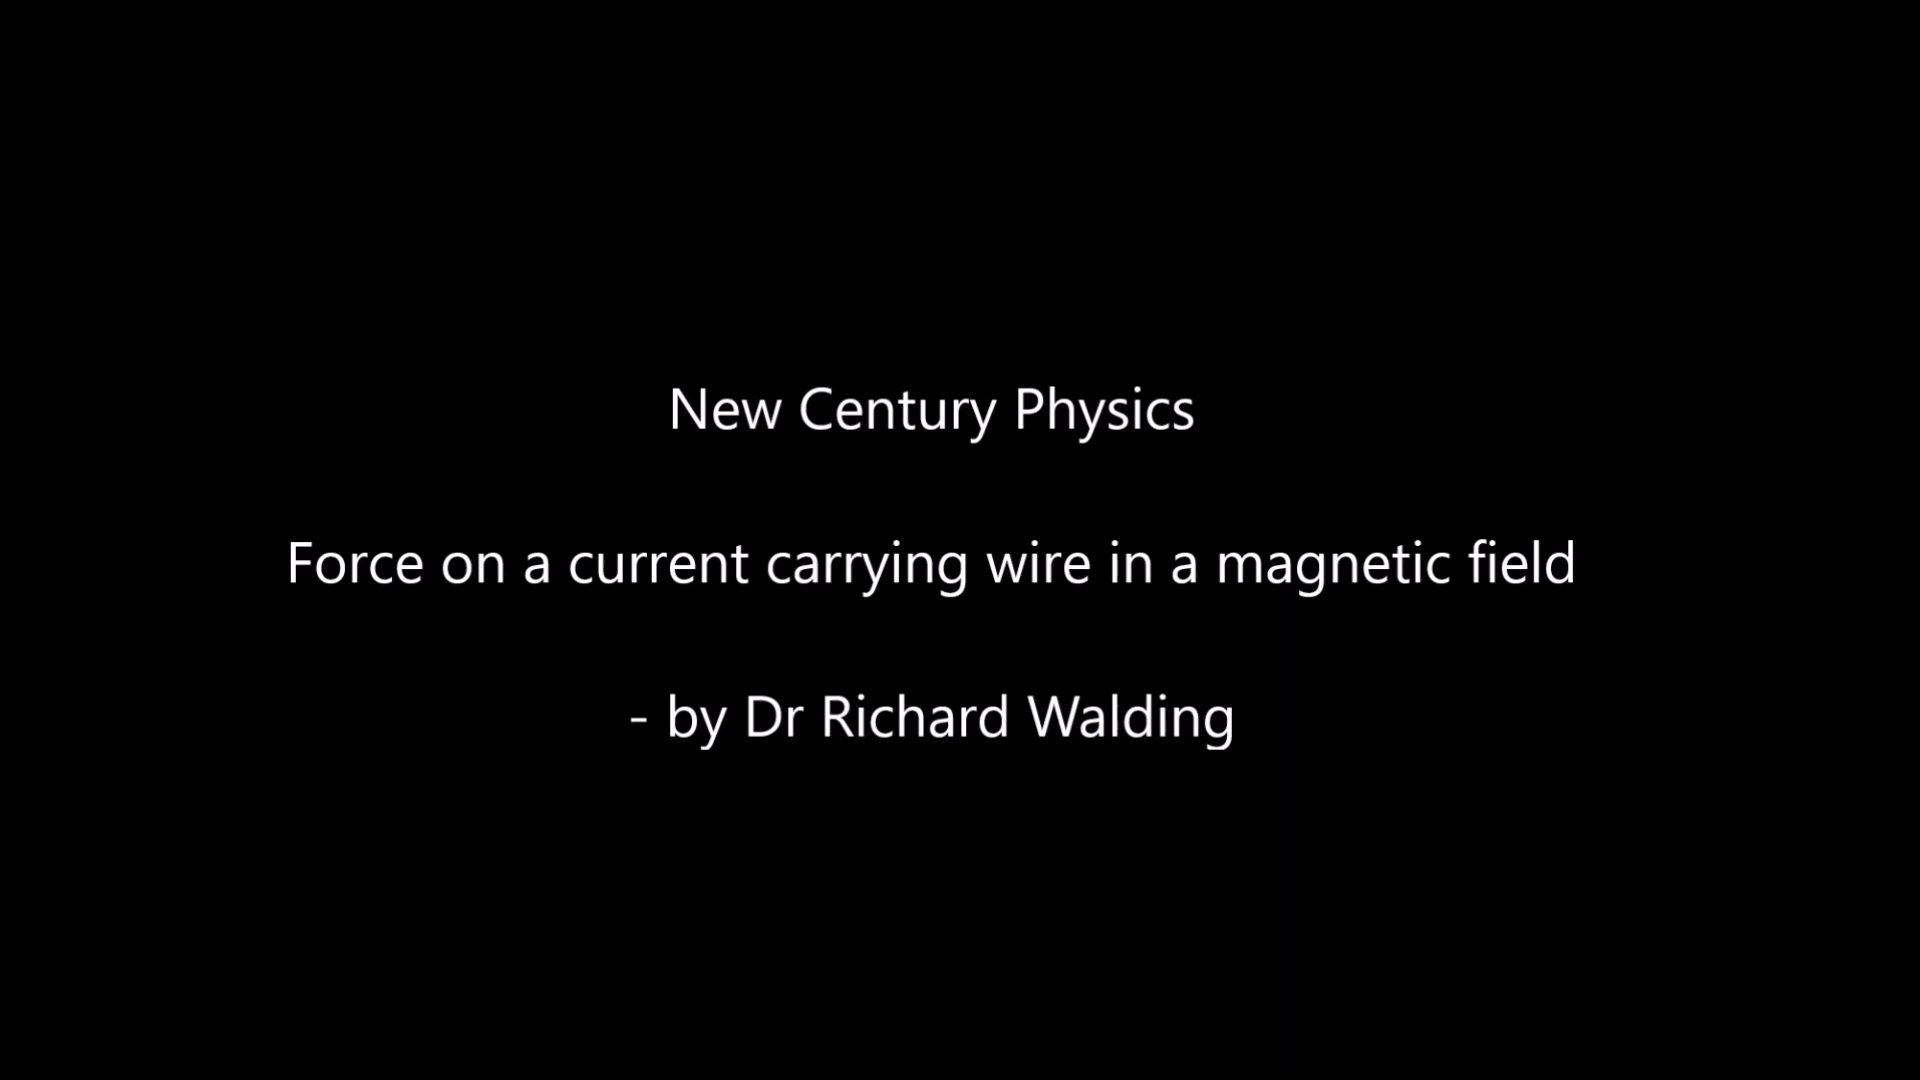 New Century Physics
Force on a current carrying wire in a magnetic field
- by Dr Richard Walding